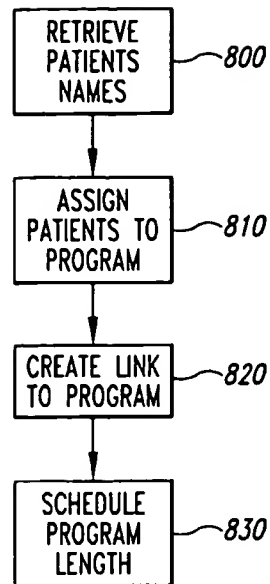 RETRIEVE
PATIENTS
NAMES
800
ASSIGN
PATIENTS TO
PROGRAM
810
CREATE LINK
TO PROGRAM
820
SCHEDULE
PROGRAM
LENGTH
830